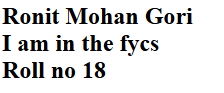 Ronit Mohan Gori
I am in the fycs
Roll no 18